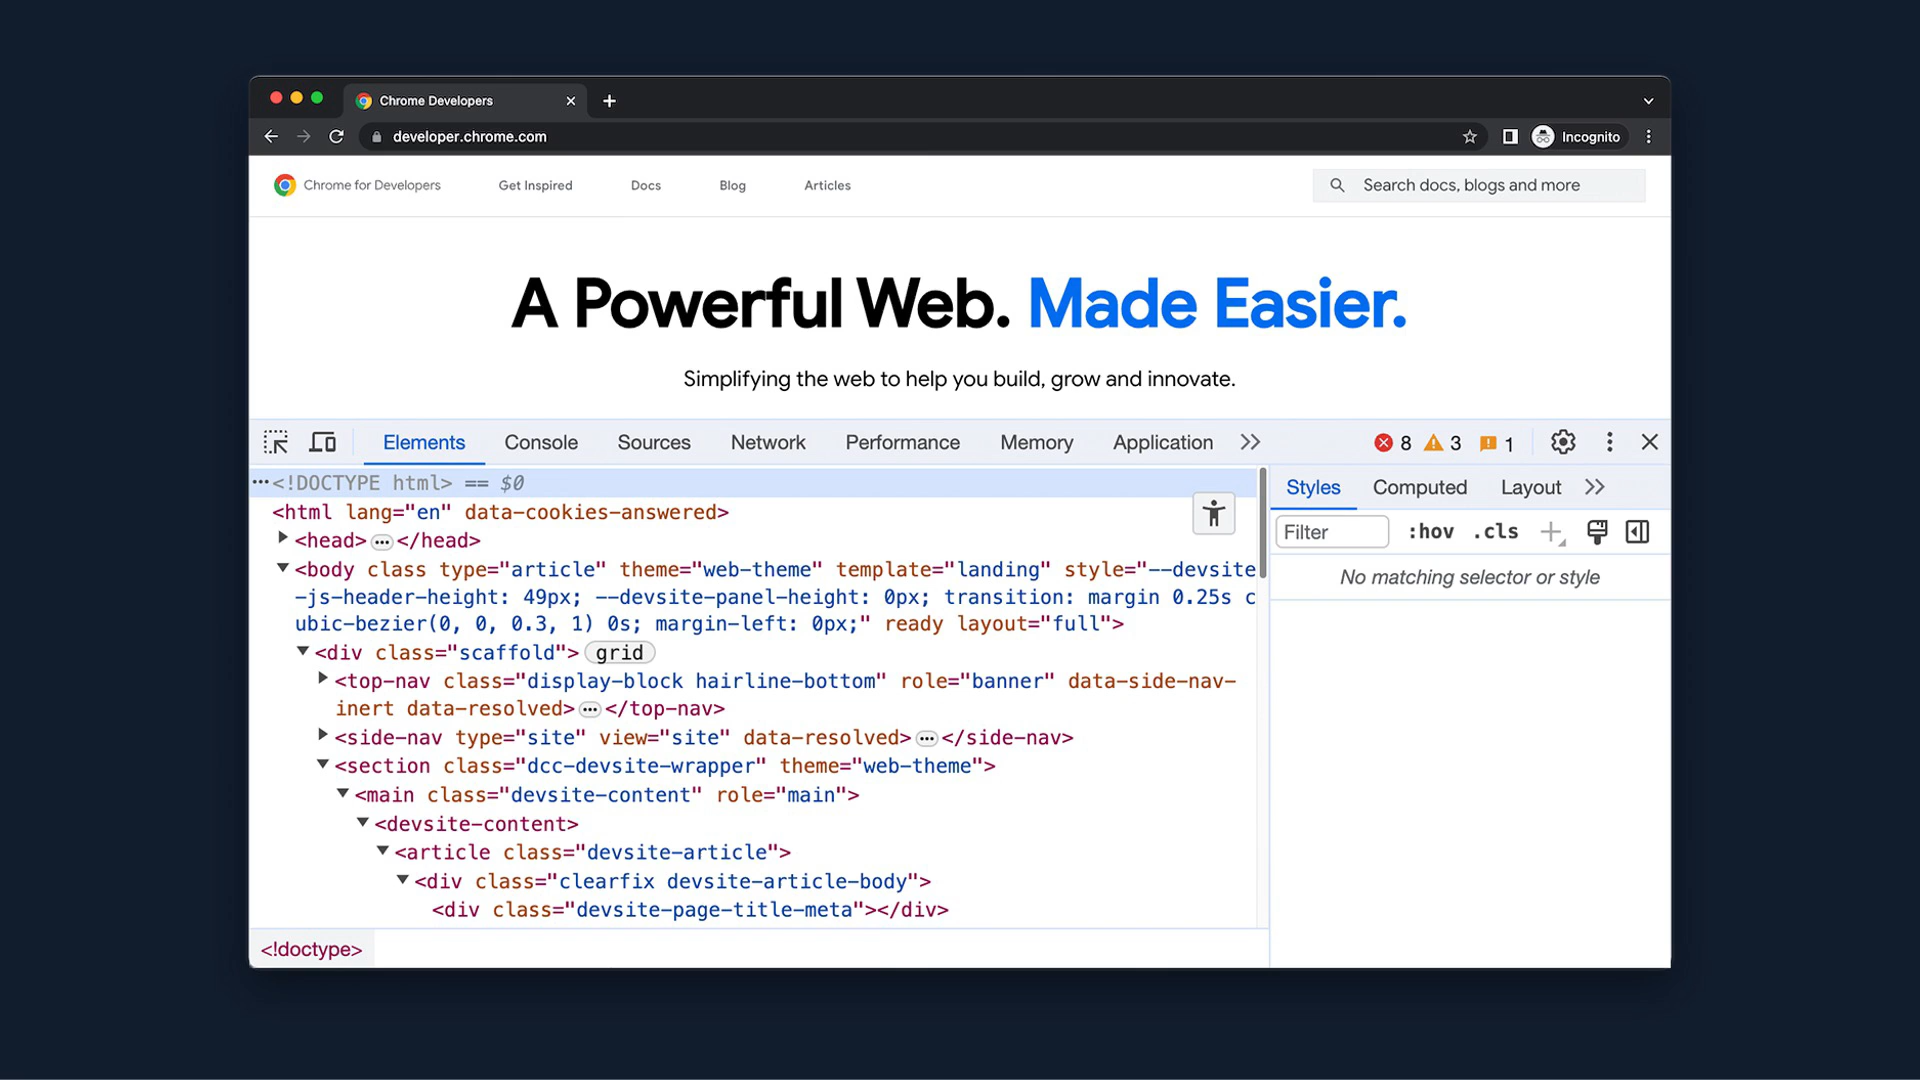 Chrome Developers
developer.chrome.com
Incognito
Chrome for Developers Get Inspired Docs Blog Articles Search docs, blogs and more
A Powerful Web. Made Easier.
Simplifying the web to help you build, grow and innovate.
Elements Console Sources Network Performance Memory Application 8 3 1
<!DOCTYPE html> == $0
<html lang="en" data-cookies-answered>
<head>…</head>
<body class type="article" theme="web-theme" template="landing" style="--devsite
-js-header-height: 49px; --devsite-panel-height: 0px; transition: margin 0.25s c
ubic-bezier(0, 0, 0.3, 1) 0s; margin-left: 0px;" ready layout="full">
<div class="scaffold"> grid
<top-nav class="display-block hairline-bottom" role="banner" data-side-nav-
inert data-resolved>…</top-nav>
<side-nav type="site" view="site" data-resolved>…</side-nav>
<section class="dcc-devsite-wrapper" theme="web-theme">
<main class="devsite-content" role="main">
<devsite-content>
<article class="devsite-article">
<div class="clearfix devsite-article-body">
<div class="devsite-page-title-meta"></div>
<!doctype>
Styles Computed Layout
Filter :hov .cls
No matching selector or style